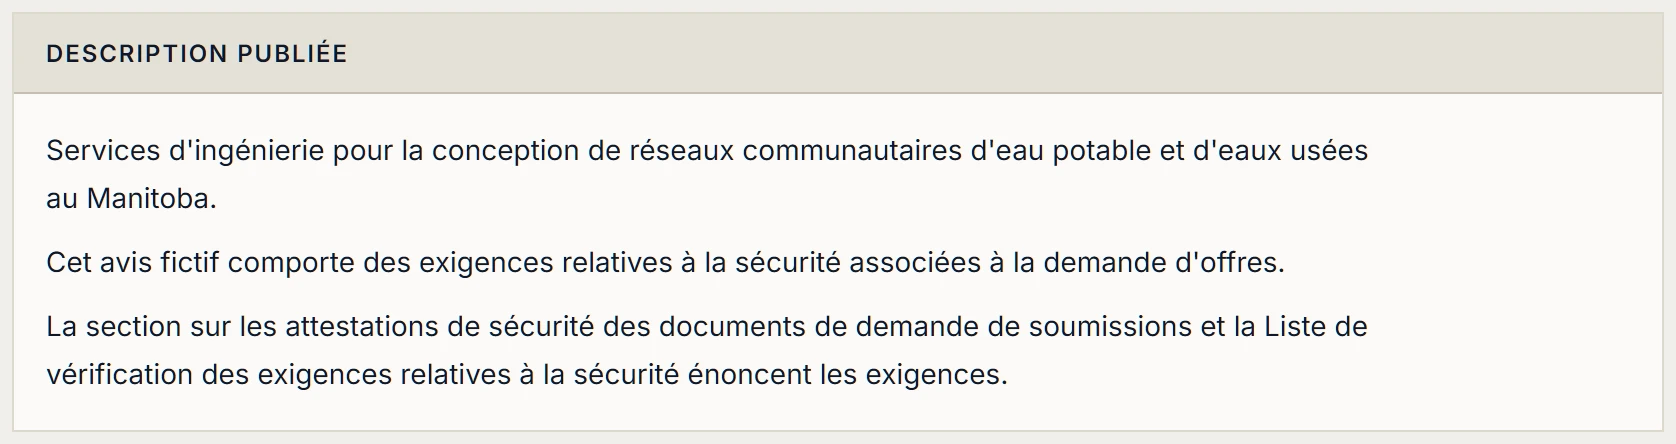 DESCRIPTION PUBLIÉE
Services d'ingénierie pour la conception de réseaux communautaires d'eau potable et d'eaux usées
au Manitoba.
Cet avis fictif comporte des exigences relatives à la sécurité associées à la demande d'offres.
La section sur les attestations de sécurité des documents de demande de soumissions et la Liste de
vérification des exigences relatives à la sécurité énoncent les exigences.